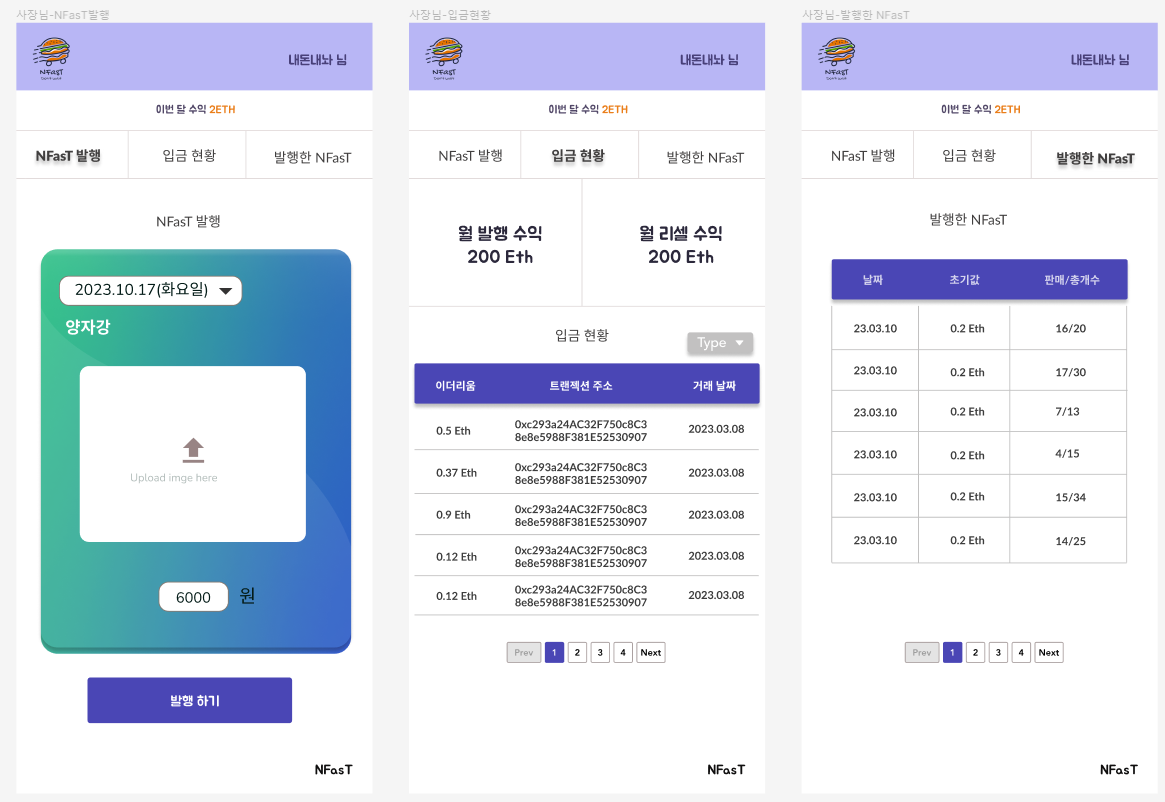 사장님-NFasT발행
NFasT
내돈내놔 님
이번 달 수익 2ETH
NFasT 발행
입금 현황
발행한 NFasT
NFasT 발행
2023.10.17(화요일)
양자강
Upload imge here
6000 원
발행 하기
NFasT
사장님-입금현황
NFasT
내돈내놔 님
이번 달 수익 2ETH
NFasT 발행
입금 현황
발행한 NFasT
월 발행 수익
200 Eth
월 리셀 수익
200 Eth
입금 현황
Type
이더리움 트랜젝션 주소 거래 날짜
0.5 Eth 0xc293a24AC32F750c8C3 2023.03.08
8e8e5988F381E52530907
0.37 Eth 0xc293a24AC32F750c8C3 2023.03.08
8e8e5988F381E52530907
0.9 Eth 0xc293a24AC32F750c8C3 2023.03.08
8e8e5988F381E52530907
0.12 Eth 0xc293a24AC32F750c8C3 2023.03.08
8e8e5988F381E52530907
0.12 Eth 0xc293a24AC32F750c8C3 2023.03.08
8e8e5988F381E52530907
Prev 1 2 3 4 Next
NFasT
사장님-발행한 NFasT
NFasT
내돈내놔 님
이번 달 수익 2ETH
NFasT 발행
입금 현황
발행한 NFasT
발행한 NFasT
날짜 초기값 판매/총개수
23.03.10 0.2 Eth 16/20
23.03.10 0.2 Eth 17/30
23.03.10 0.2 Eth 7/13
23.03.10 0.2 Eth 4/15
23.03.10 0.2 Eth 15/34
23.03.10 0.2 Eth 14/25
Prev 1 2 3 4 Next
NFasT